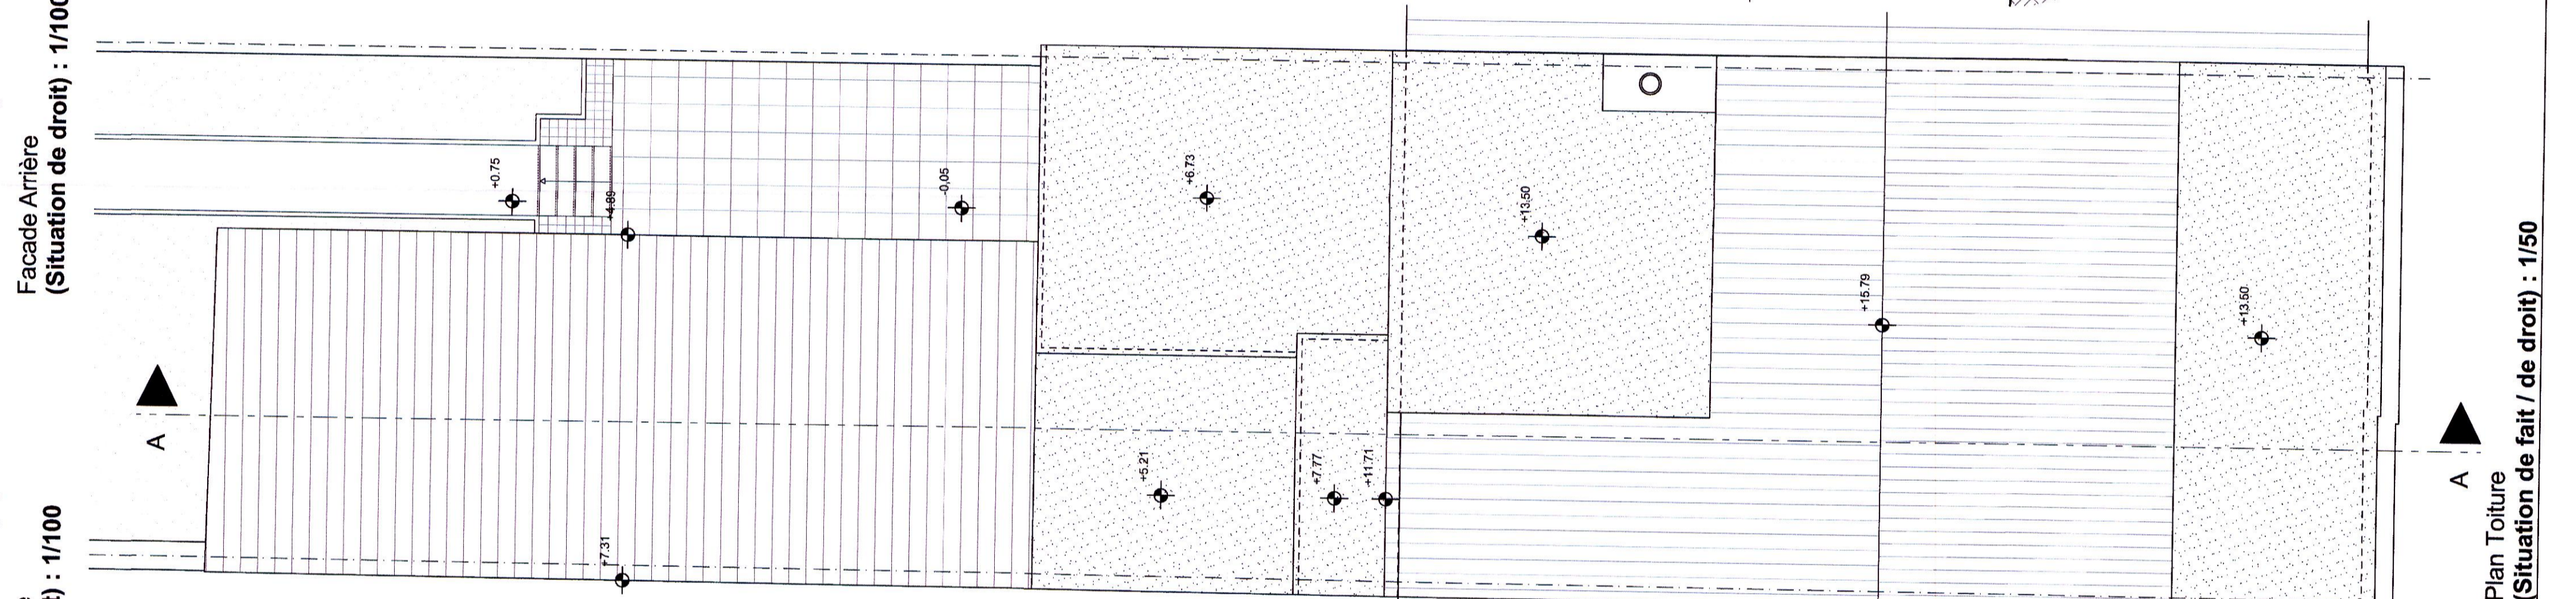 Facade Arrière
(Situation de droit) : 1/100
t) : 1/100
A
+0.75
+4.89
-0,05
+7.31
+6.73
+5.21
+7.77
+11.71
+13.50
+15.79
+13.50
A
Plan Toiture
(Situation de fait / de droit) : 1/50